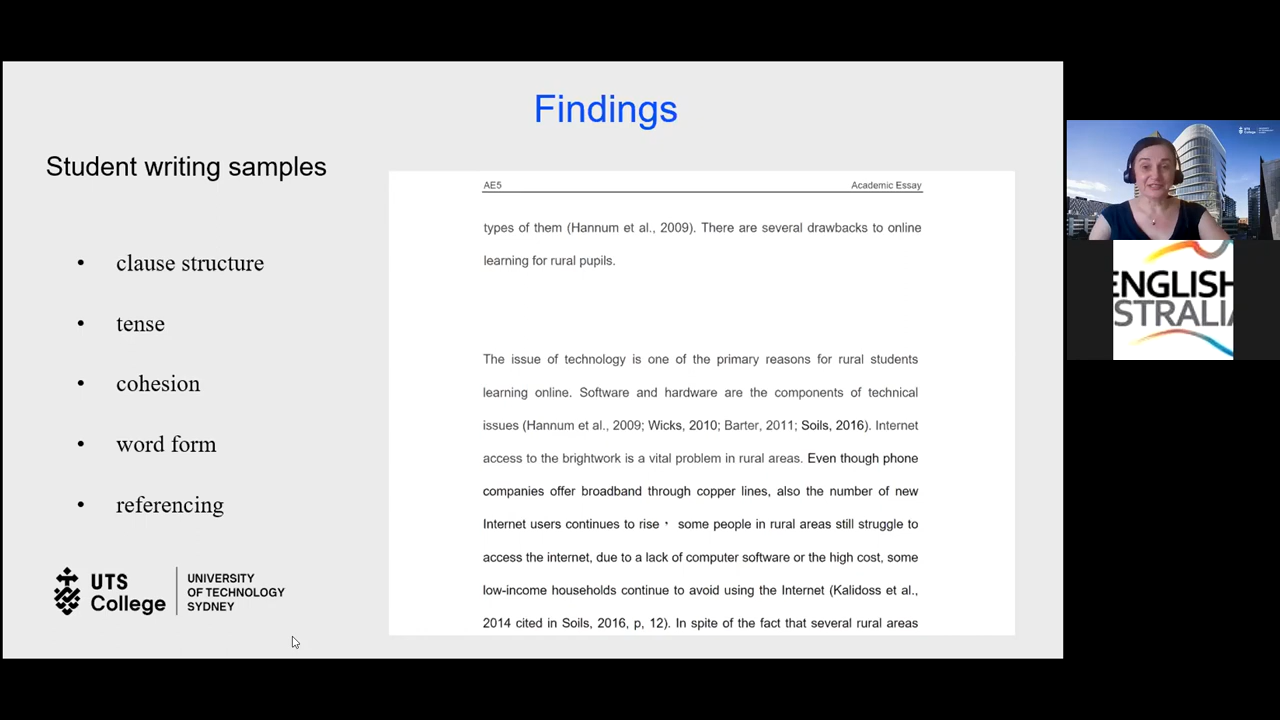 Findings
Student writing samples
• clause structure
• tense
• cohesion
• word form
• referencing
UTS
College
UNIVERSITY
OF TECHNOLOGY
SYDNEY
AE5 Academic Essay
types of them (Hannum et al., 2009). There are several drawbacks to online
learning for rural pupils.
The issue of technology is one of the primary reasons for rural students
learning online. Software and hardware are the components of technical
issues (Hannum et al., 2009; Wicks, 2010; Barter, 2011; Soils, 2016). Internet
access to the brightwork is a vital problem in rural areas. Even though phone
companies offer broadband through copper lines, also the number of new
Internet users continues to rise， some people in rural areas still struggle to
access the internet, due to a lack of computer software or the high cost, some
low-income households continue to avoid using the Internet (Kalidoss et al.,
2014 cited in Soils, 2016, p, 12). In spite of the fact that several rural areas
ENGLISH
STRALIA